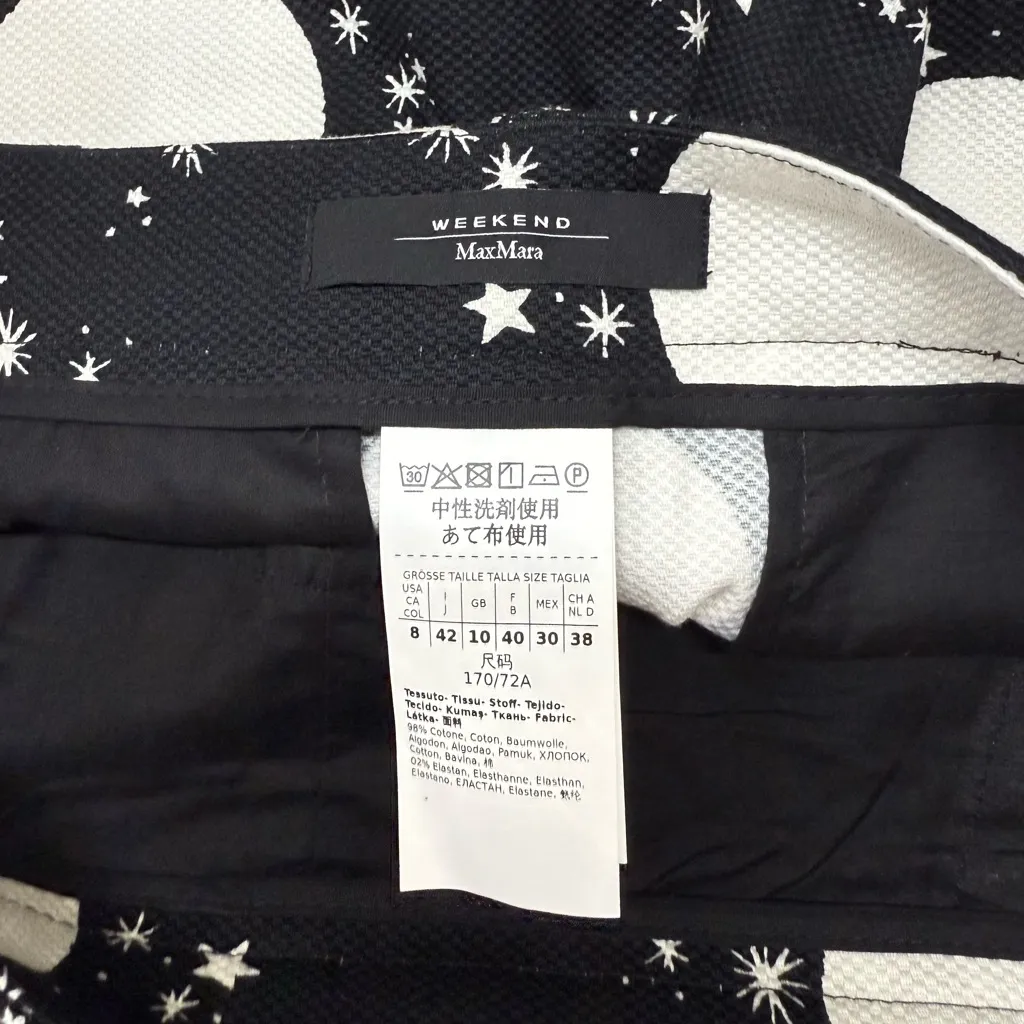 WEEKEND
MaxMara
30 P
中性洗剤使用
あて布使用
GRÖSSE TAILLE TALLA SIZE TAGLIA
USA CA COL I J GB F B MEX CH A NL D
8 42 10 40 30 38
尺码
170/72A
Tessuto- Tissu- Stoff- Tejido-
Tecido- Kumaş- Ткань- Fabric-
Látka- 面料
98% Cotone, Coton, Baumwolle,
Algodon, Algodao, Pamuk, ХЛОПОК,
Cotton, Bavlna, 棉
02% Elastan, Elasthanne, Elasthan,
Elastano, ЕЛАСТАН, Elastane,